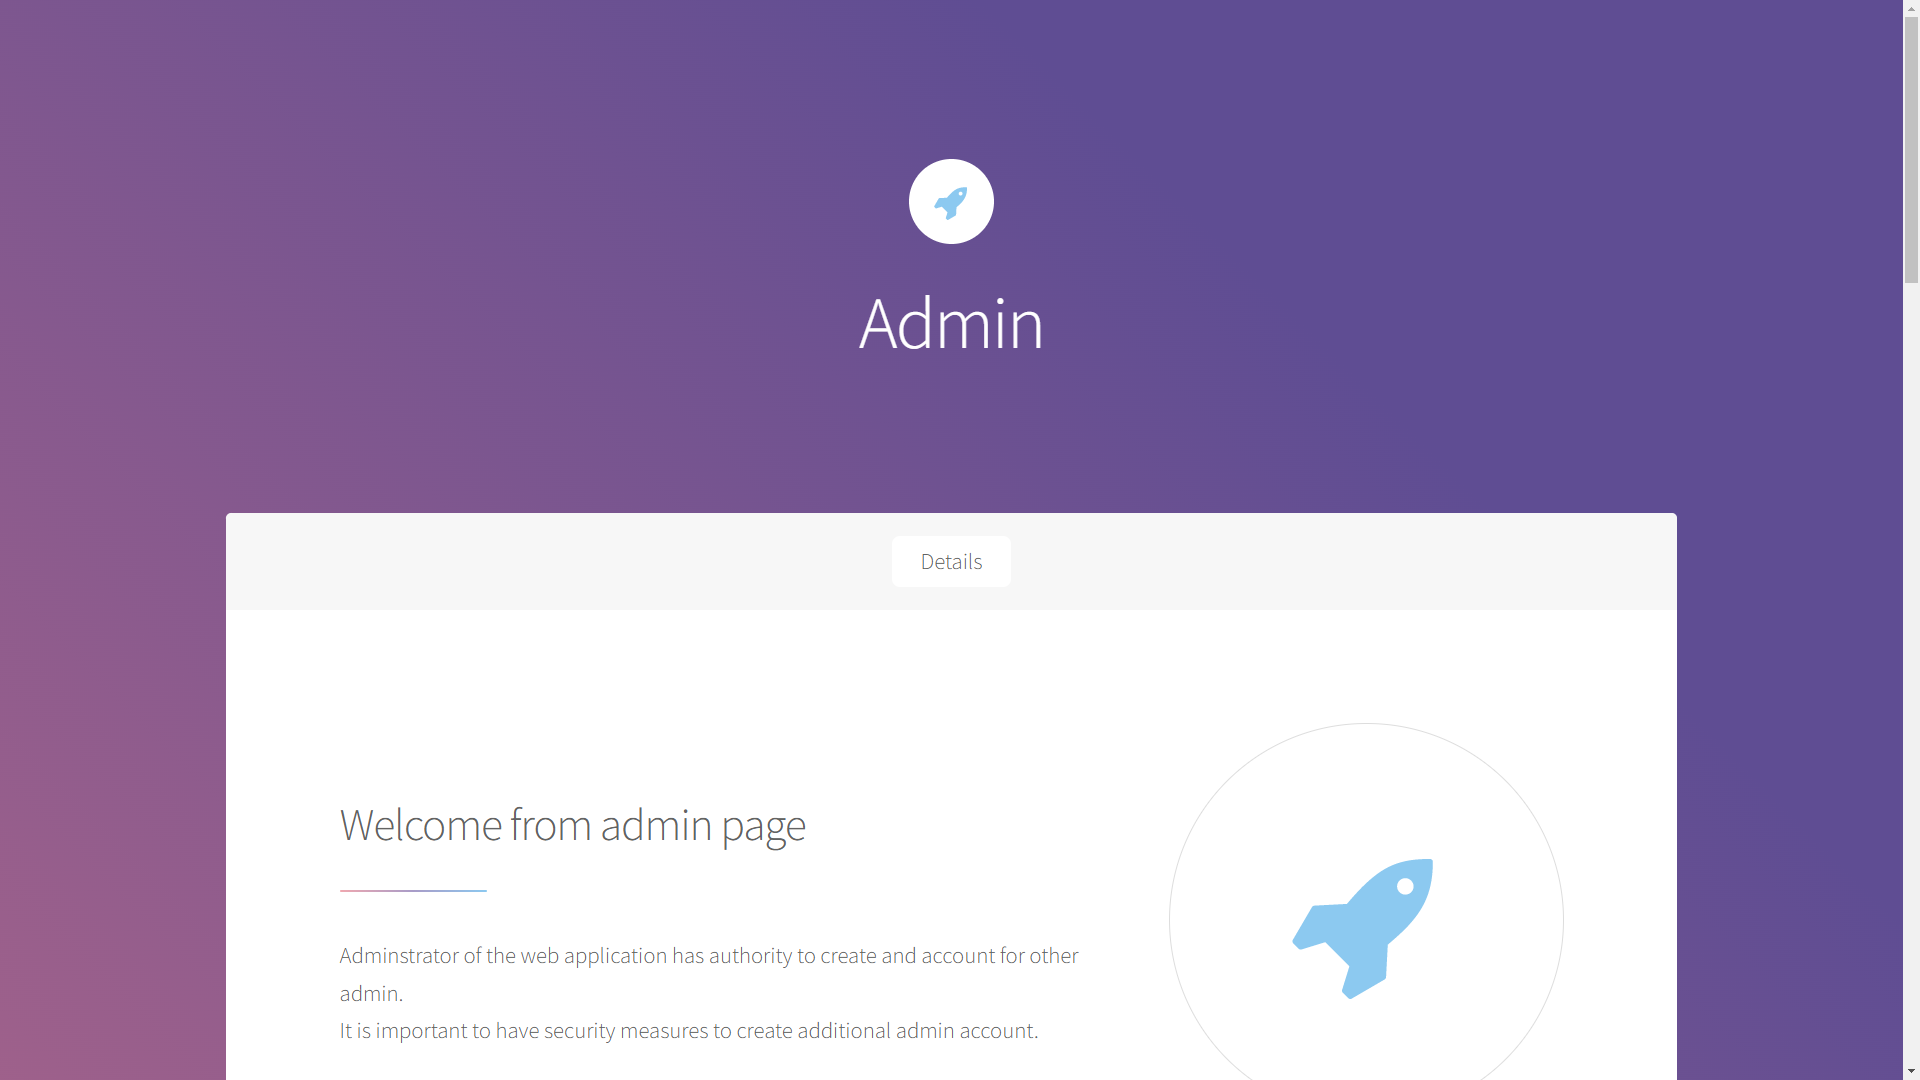 Admin
Details
Welcome from admin page
Adminstrator of the web application has authority to create and account for other
admin.
It is important to have security measures to create additional admin account.